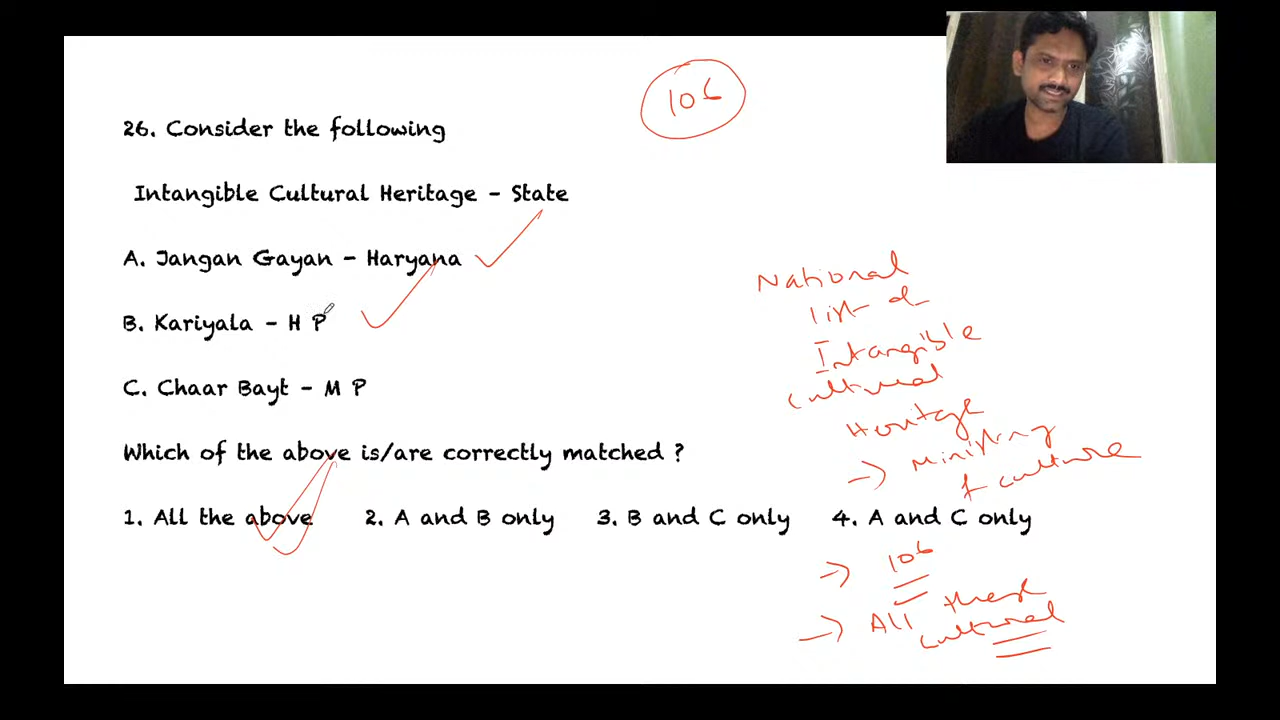 106
26. Consider the following
Intangible Cultural Heritage - State
A. Jangan Gayan - Haryana
B. Kariyala - H P
C. Chaar Bayt - M P
Which of the above is/are correctly matched ?
1. All the above 2. A and B only 3. B and C only 4. A and C only
National
list of
Intangible
cultural
Heritage
→ Ministry
of culture
→ 106
→ All these
cultural